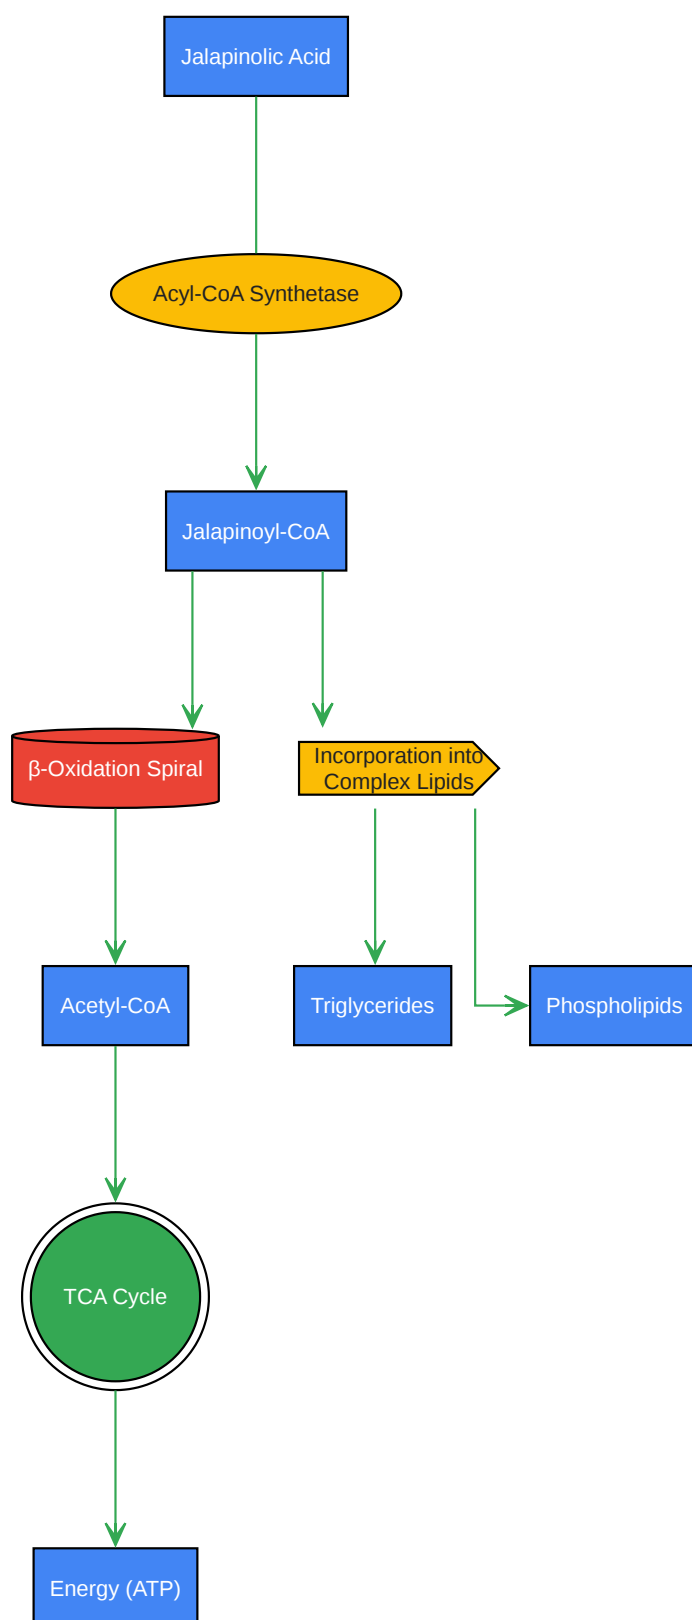 Jalapinolic Acid
Acyl-CoA Synthetase
Jalapinoyl-CoA
β-Oxidation Spiral
Incorporation into
Complex Lipids
Acetyl-CoA
Triglycerides
Phospholipids
TCA Cycle
Energy (ATP)